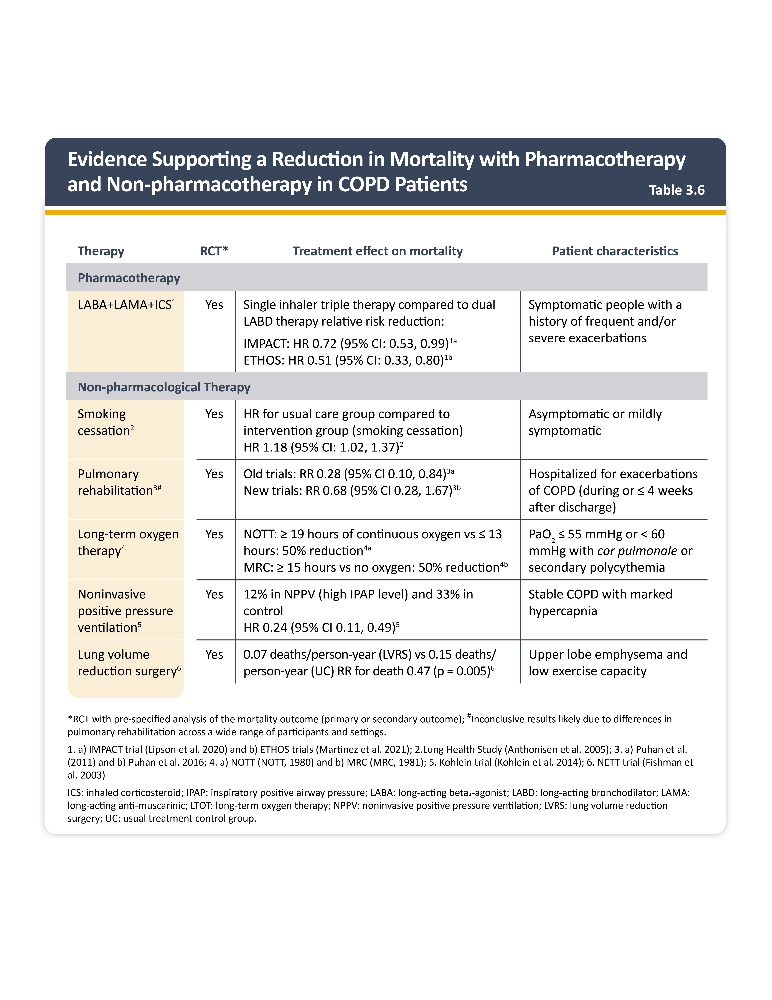 Evidence Supporting a Reduction in Mortality with Pharmacotherapy
and Non-pharmacotherapy in COPD Patients
Table 3.6
Therapy RCT* Treatment effect on mortality Patient characteristics
Pharmacotherapy
LABA+LAMA+ICS¹
Yes
Single inhaler triple therapy compared to dual
LABD therapy relative risk reduction:
IMPACT: HR 0.72 (95% CI: 0.53, 0.99)¹ᵃ
ETHOS: HR 0.51 (95% CI: 0.33, 0.80)¹ᵇ
Symptomatic people with a
history of frequent and/or
severe exacerbations
Non-pharmacological Therapy
Smoking
cessation²
Yes
HR for usual care group compared to
intervention group (smoking cessation)
HR 1.18 (95% CI: 1.02, 1.37)²
Asymptomatic or mildly
symptomatic
Pulmonary
rehabilitation³#
Yes
Old trials: RR 0.28 (95% CI 0.10, 0.84)³ᵃ
New trials: RR 0.68 (95% CI 0.28, 1.67)³ᵇ
Hospitalized for exacerbations
of COPD (during or ≤ 4 weeks
after discharge)
Long-term oxygen
therapy⁴
Yes
NOTT: ≥ 19 hours of continuous oxygen vs ≤ 13
hours: 50% reduction⁴ᵃ
MRC: ≥ 15 hours vs no oxygen: 50% reduction⁴ᵇ
PaO₂ ≤ 55 mmHg or < 60
mmHg with cor pulmonale or
secondary polycythemia
Noninvasive
positive pressure
ventilation⁵
Yes
12% in NPPV (high IPAP level) and 33% in
control
HR 0.24 (95% CI 0.11, 0.49)⁵
Stable COPD with marked
hypercapnia
Lung volume
reduction surgery⁶
Yes
0.07 deaths/person-year (LVRS) vs 0.15 deaths/
person-year (UC) RR for death 0.47 (p = 0.005)⁶
Upper lobe emphysema and
low exercise capacity
*RCT with pre-specified analysis of the mortality outcome (primary or secondary outcome); #Inconclusive results likely due to differences in
pulmonary rehabilitation across a wide range of participants and settings.
1. a) IMPACT trial (Lipson et al. 2020) and b) ETHOS trials (Martinez et al. 2021); 2.Lung Health Study (Anthonisen et al. 2005); 3. a) Puhan et al.
(2011) and b) Puhan et al. 2016; 4. a) NOTT (NOTT, 1980) and b) MRC (MRC, 1981); 5. Kohlein trial (Kohlein et al. 2014); 6. NETT trial (Fishman et
al. 2003)
ICS: inhaled corticosteroid; IPAP: inspiratory positive airway pressure; LABA: long-acting beta₂-agonist; LABD: long-acting bronchodilator; LAMA:
long-acting anti-muscarinic; LTOT: long-term oxygen therapy; NPPV: noninvasive positive pressure ventilation; LVRS: lung volume reduction
surgery; UC: usual treatment control group.